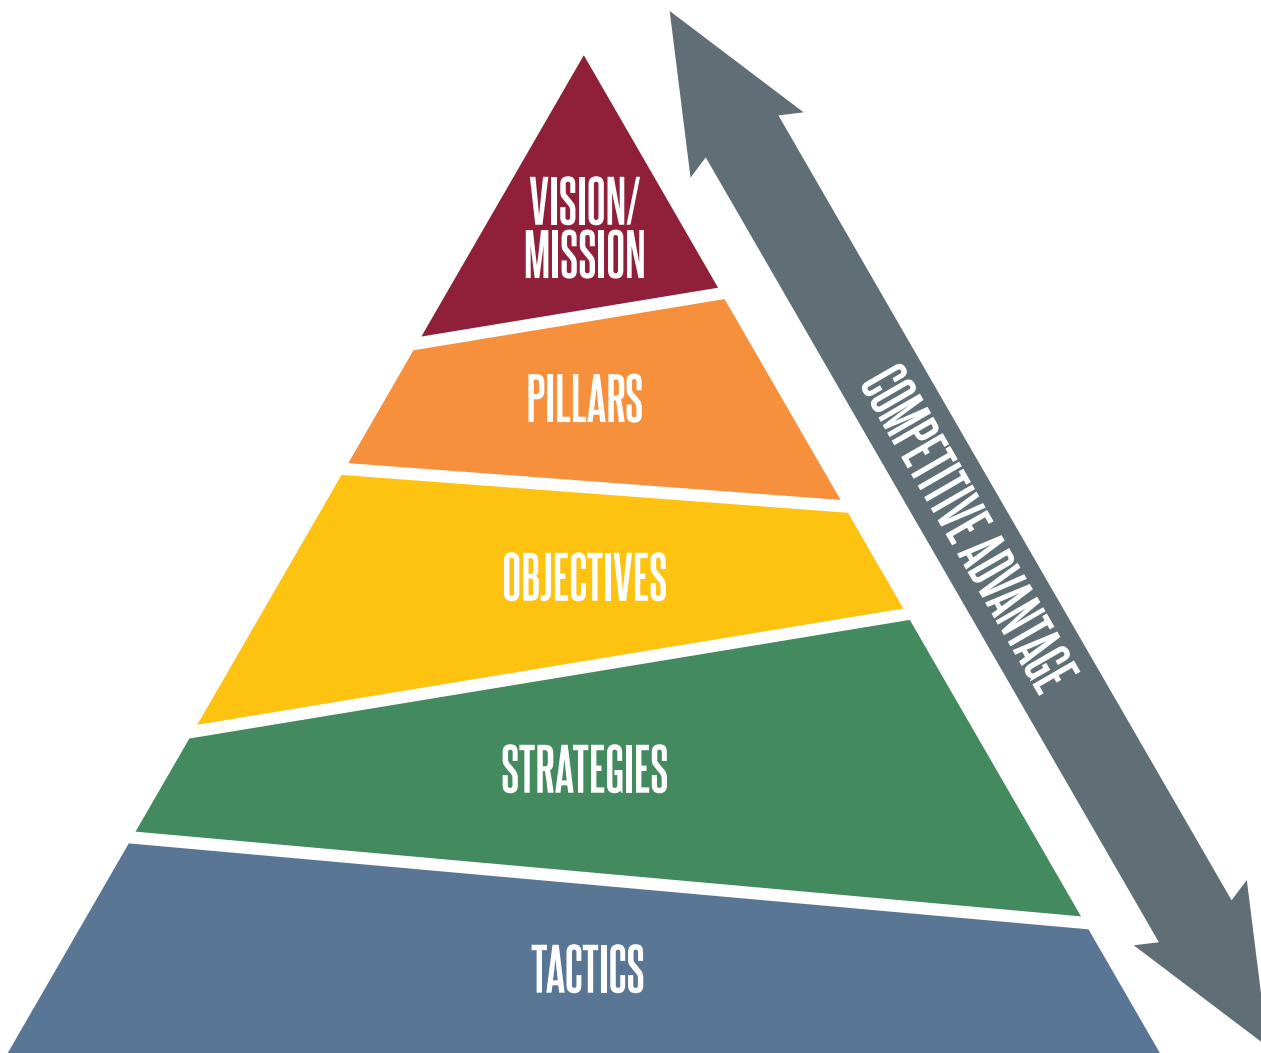 VISION/
MISSION
PILLARS
OBJECTIVES
STRATEGIES
TACTICS
COMPETITIVE ADVANTAGE